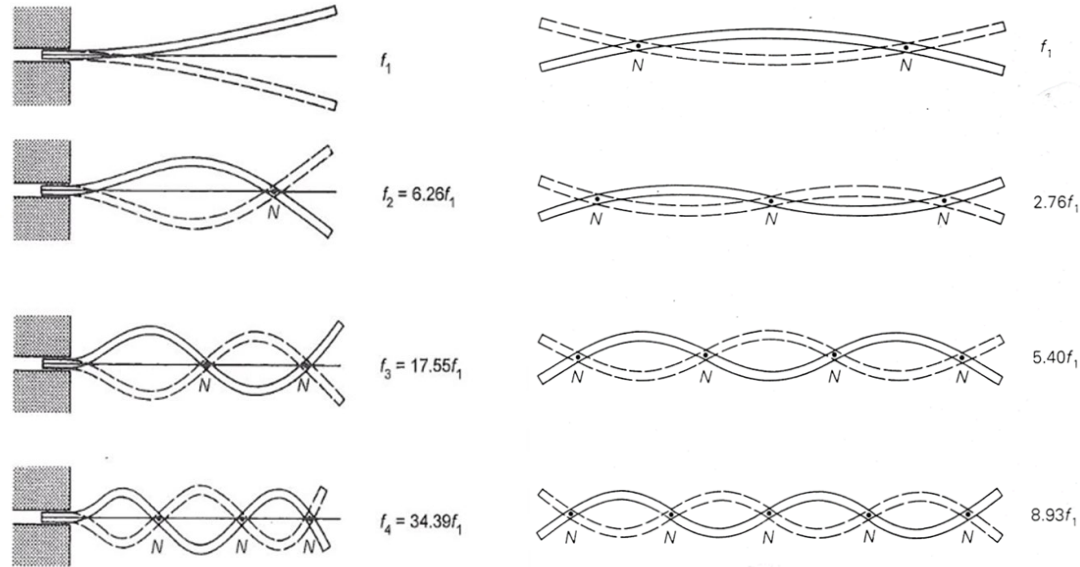 f₁
N N
f₁
f₂ = 6.26f₁
N
N N N
2.76f₁
f₃ = 17.55f₁
N N
N N N N
5.40f₁
f₄ = 34.39f₁
N N N
N N N N N
8.93f₁